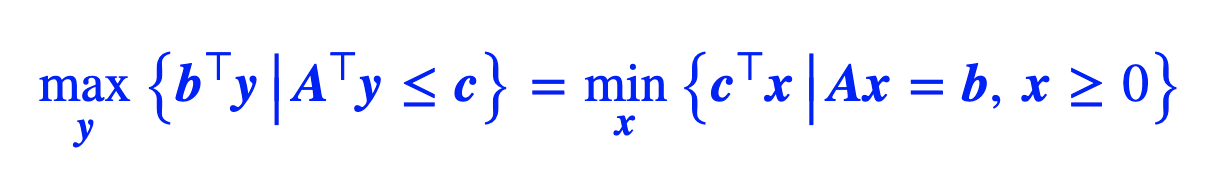 max_y {b^⊤y | A^⊤y ≤ c} = min_x {c^⊤x | Ax = b, x ≥ 0}